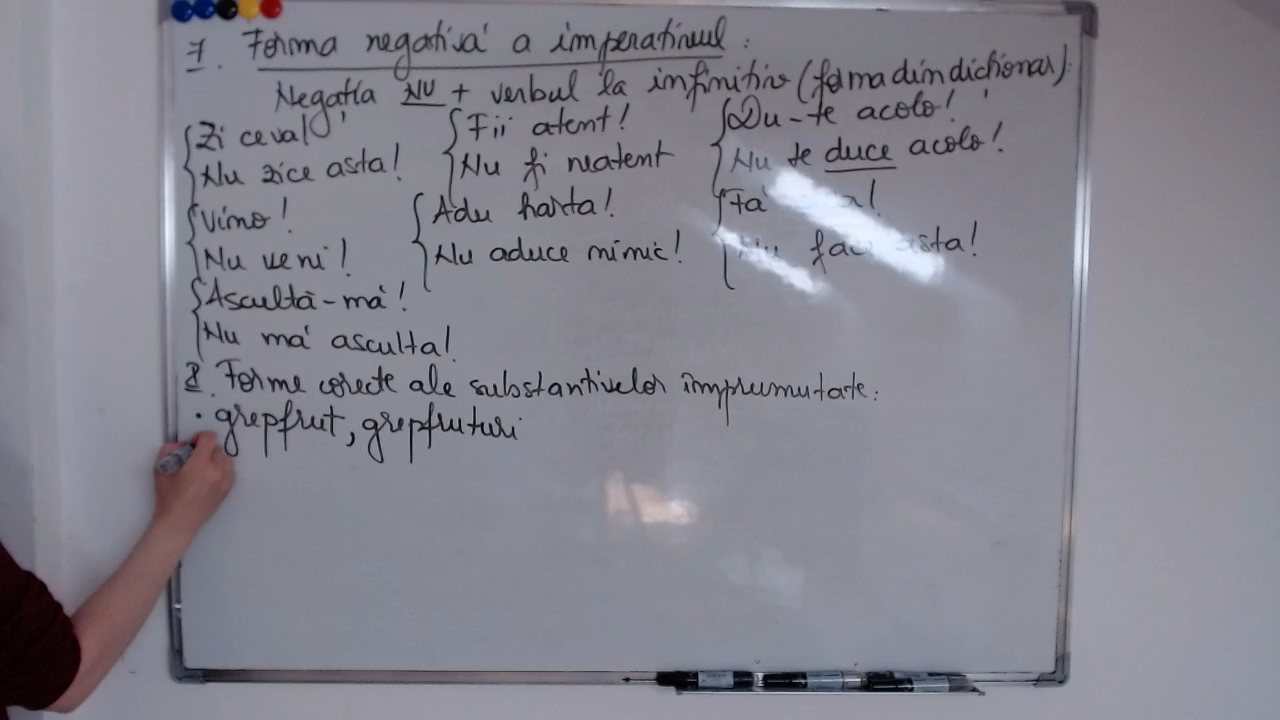 7. Forma negativă a imperativul:
Negația NU + verbul la infinitiv (forma din dicționar).
Zi ceva! Fii atent! Du-te acolo!
Nu zice asta! Nu fi neatent Nu te duce acolo!
Vino! Adu harta! Fă
Nu veni! Nu aduce nimic! Nu asta!
Ascultă-mă!
Nu mă asculta!
8. Forme corecte ale substantivelor împrumutate:
• grepfrut, grepfruturi